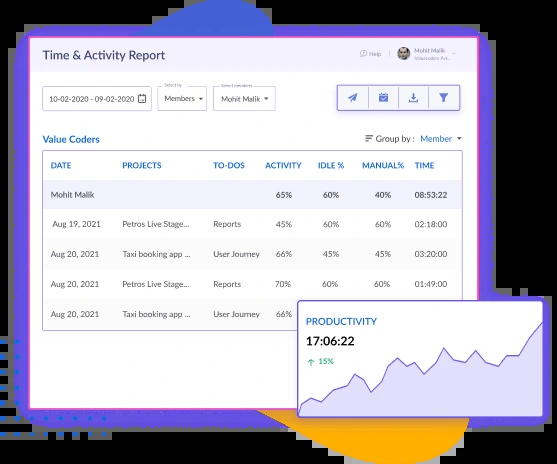 Time & Activity Report
Help
Mohit Malik
Select by
Select members
10-02-2020 - 09-02-2020
Members
Mohit Malik
Value Coders
Group by : Member
DATE PROJECTS TO-DOS ACTIVITY IDLE % MANUAL% TIME
Mohit Malik 65% 60% 40% 08:53:22
Aug 19, 2021 Petros Live Stage... Reports 45% 60% 60% 02:18:00
Aug 20, 2021 Taxi booking app ... User Journey 66% 45% 45% 03:20:00
Aug 20, 2021 Petros Live Stage... Reports 70% 60% 60% 01:49:00
Aug 20, 2021 Taxi booking app ... User Journey 66%
PRODUCTIVITY
17:06:22
15%